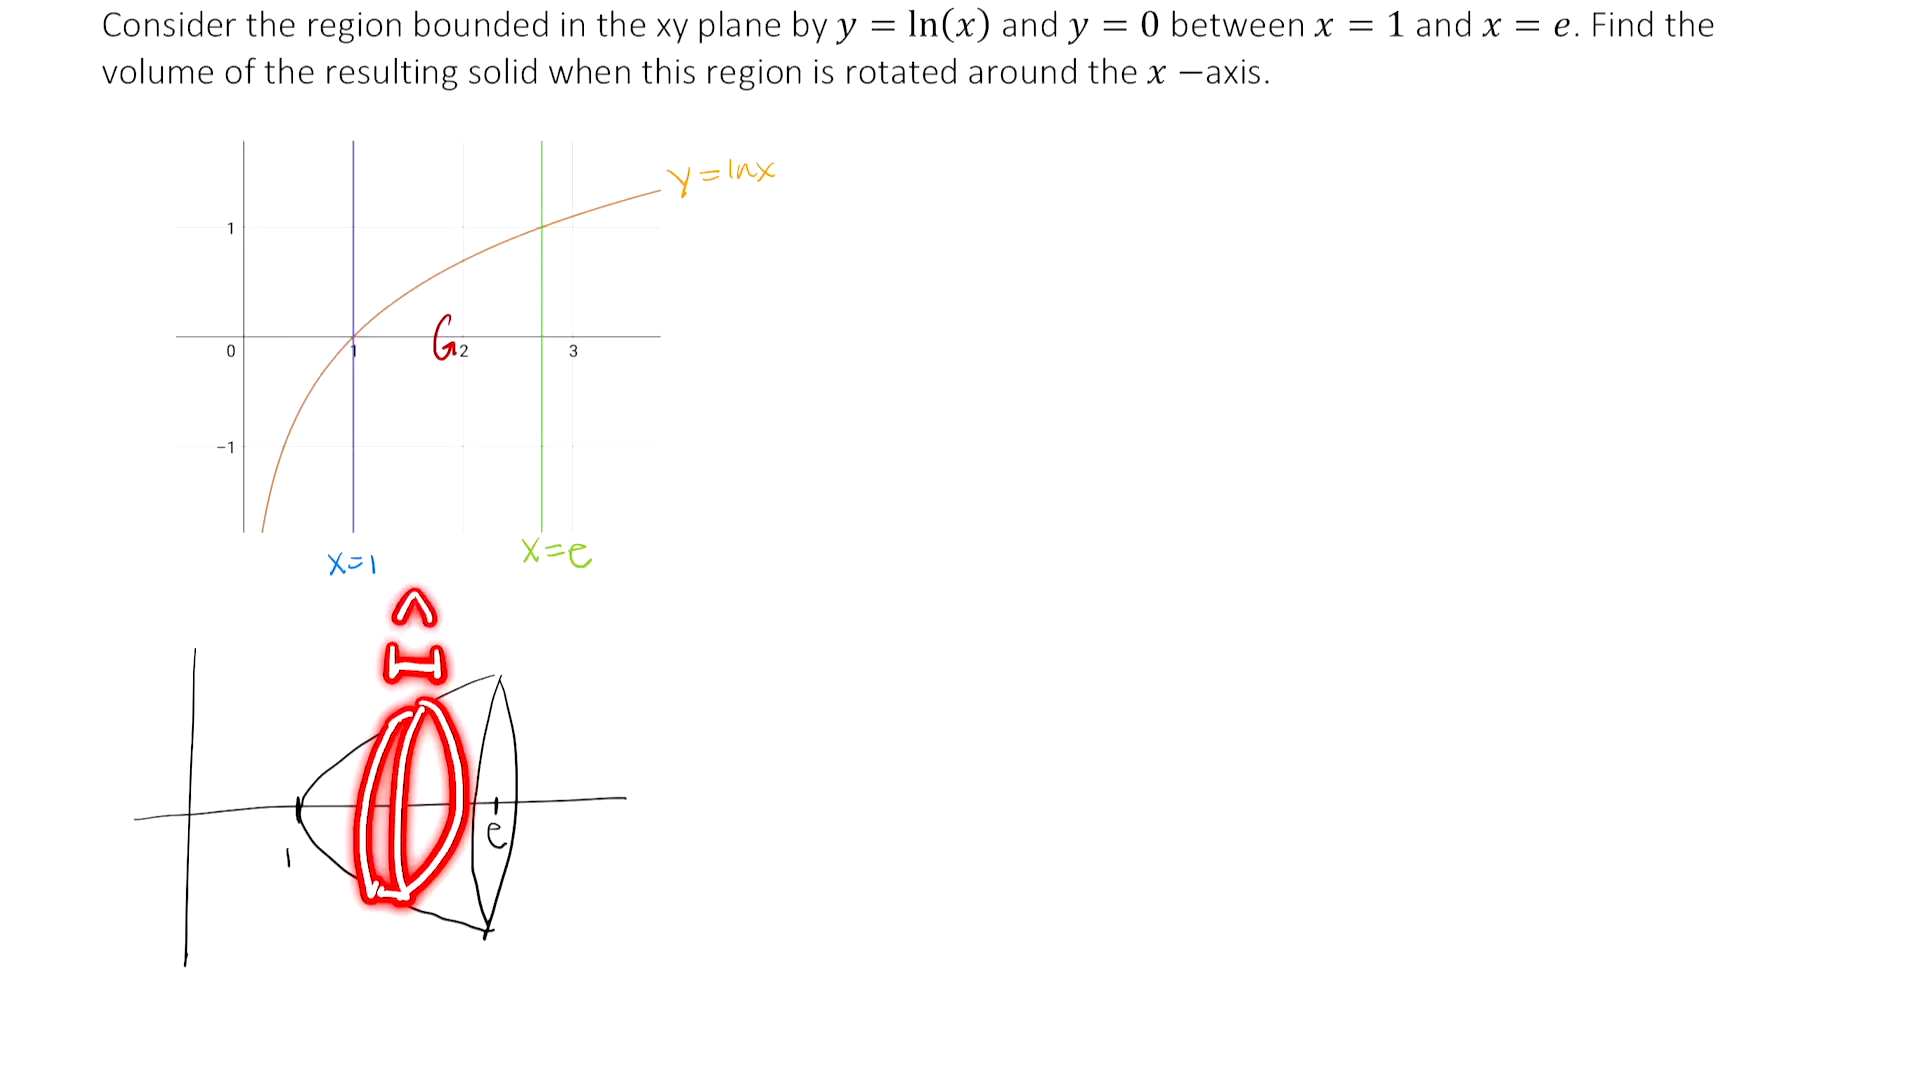 Consider the region bounded in the xy plane by y = ln(x) and y = 0 between x = 1 and x = e. Find the
volume of the resulting solid when this region is rotated around the x −axis.
y = lnx
1
0
1
2
3
−1
x=1
x=e
1
e